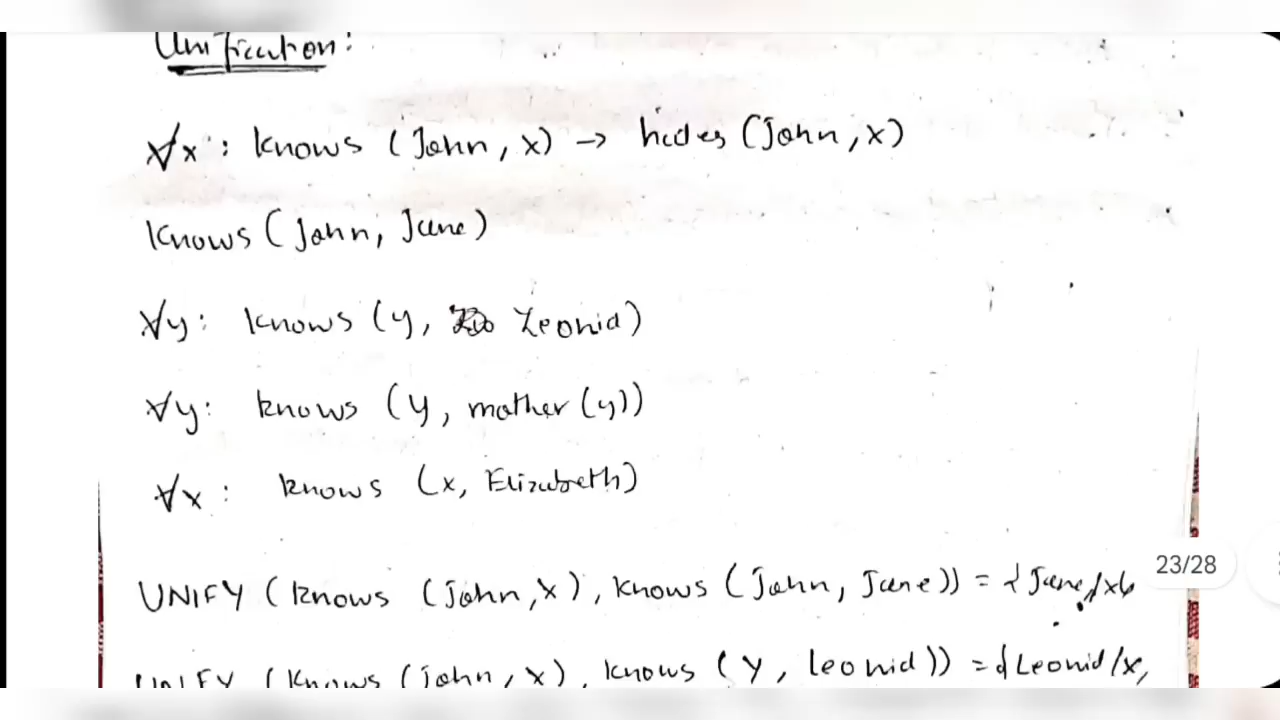 Unification:
∀x : knows (John, x) → hides (John, x)
Knows (John, Jane)
∀y : knows (y, Leonid)
∀y : knows (y, mother (y))
∀x : knows (x, Elizabeth)
UNIFY (knows (John, x), knows (John, Jane)) = {Jane/x}
23/28
UNIFY (knows (John, x), knows (y, leonid)) = {Leonid/x,